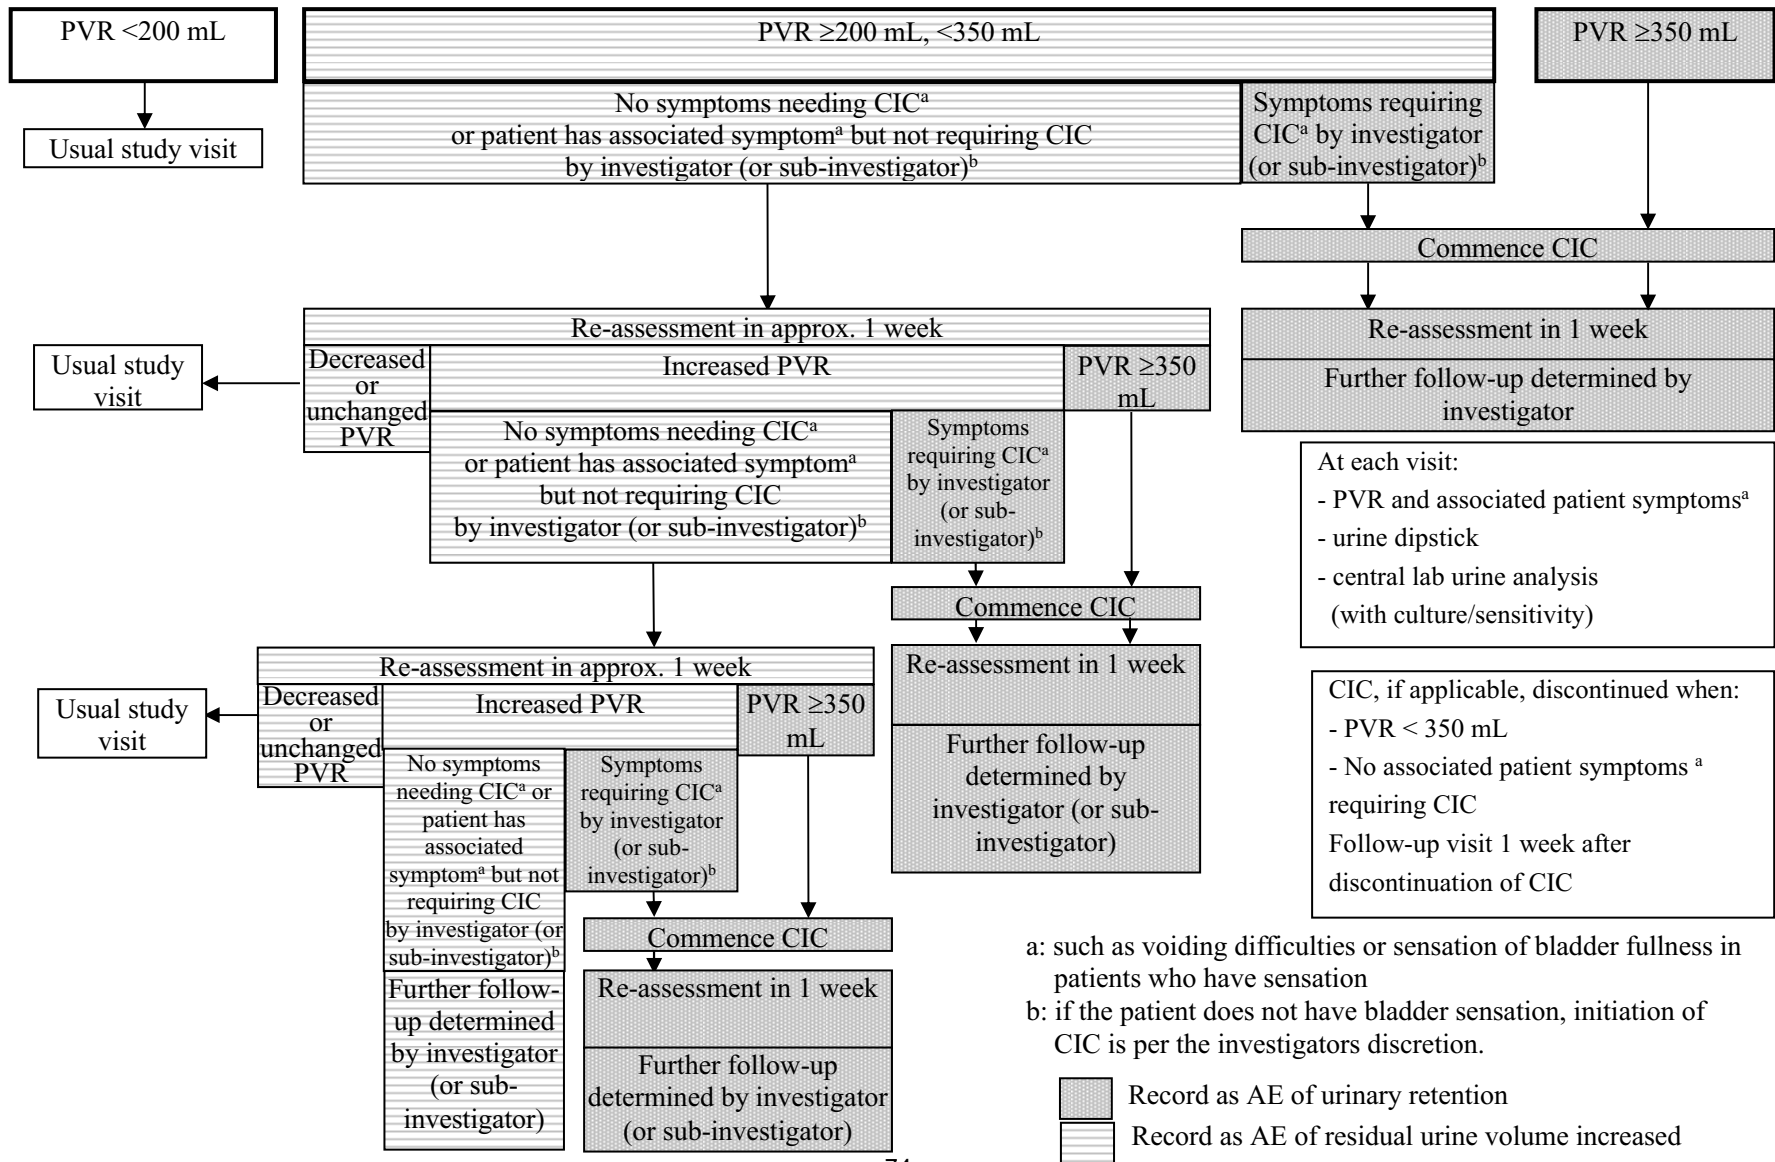 PVR <200 mL
PVR ≥200 mL, <350 mL
PVR ≥350 mL
Usual study visit
No symptoms needing CICᵃ
or patient has associated symptomᵃ but not requiring CIC
by investigator (or sub-investigator)ᵇ
Symptoms requiring
CICᵃ by investigator
(or sub-investigator)ᵇ
Commence CIC
Re-assessment in 1 week
Further follow-up determined by
investigator
Re-assessment in approx. 1 week
Usual study
visit
Decreased
or
unchanged
PVR
Increased PVR
PVR ≥350
mL
No symptoms needing CICᵃ
or patient has associated symptomᵃ
but not requiring CIC
by investigator (or sub-investigator)ᵇ
Symptoms
requiring CICᵃ
by investigator
(or sub-
investigator)ᵇ
Commence CIC
Re-assessment in 1 week
Further follow-up
determined by
investigator (or sub-
investigator)
At each visit:
- PVR and associated patient symptomsᵃ
- urine dipstick
- central lab urine analysis
(with culture/sensitivity)
Re-assessment in approx. 1 week
Usual study
visit
Decreased
or
unchanged
PVR
Increased PVR
PVR ≥350
mL
No symptoms
needing CICᵃ or
patient has
associated
symptomᵃ but not
requiring CIC
by investigator (or
sub-investigator)ᵇ
Further follow-
up determined
by investigator
(or sub-
investigator)
Symptoms
requiring CICᵃ
by investigator
(or sub-
investigator)ᵇ
Commence CIC
Re-assessment in 1 week
Further follow-up
determined by investigator
(or sub-investigator)
CIC, if applicable, discontinued when:
- PVR < 350 mL
- No associated patient symptoms ᵃ
requiring CIC
Follow-up visit 1 week after
discontinuation of CIC
a: such as voiding difficulties or sensation of bladder fullness in
patients who have sensation
b: if the patient does not have bladder sensation, initiation of
CIC is per the investigators discretion.
Record as AE of urinary retention
Record as AE of residual urine volume increased